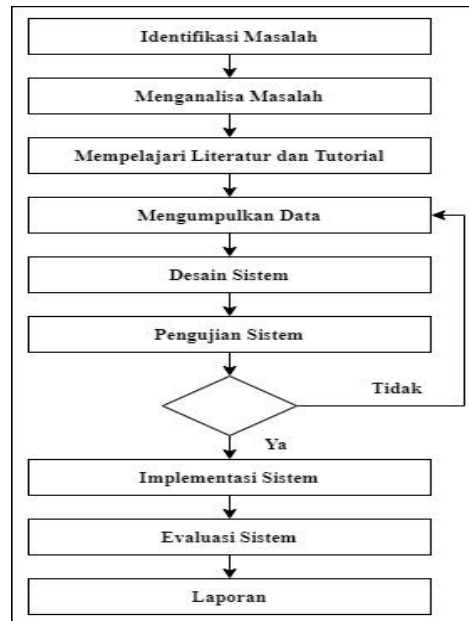 Identifikasi Masalah
Menganalisa Masalah
Mempelajari Literatur dan Tutorial
Mengumpulkan Data
Desain Sistem
Pengujian Sistem
Tidak
Ya
Implementasi Sistem
Evaluasi Sistem
Laporan